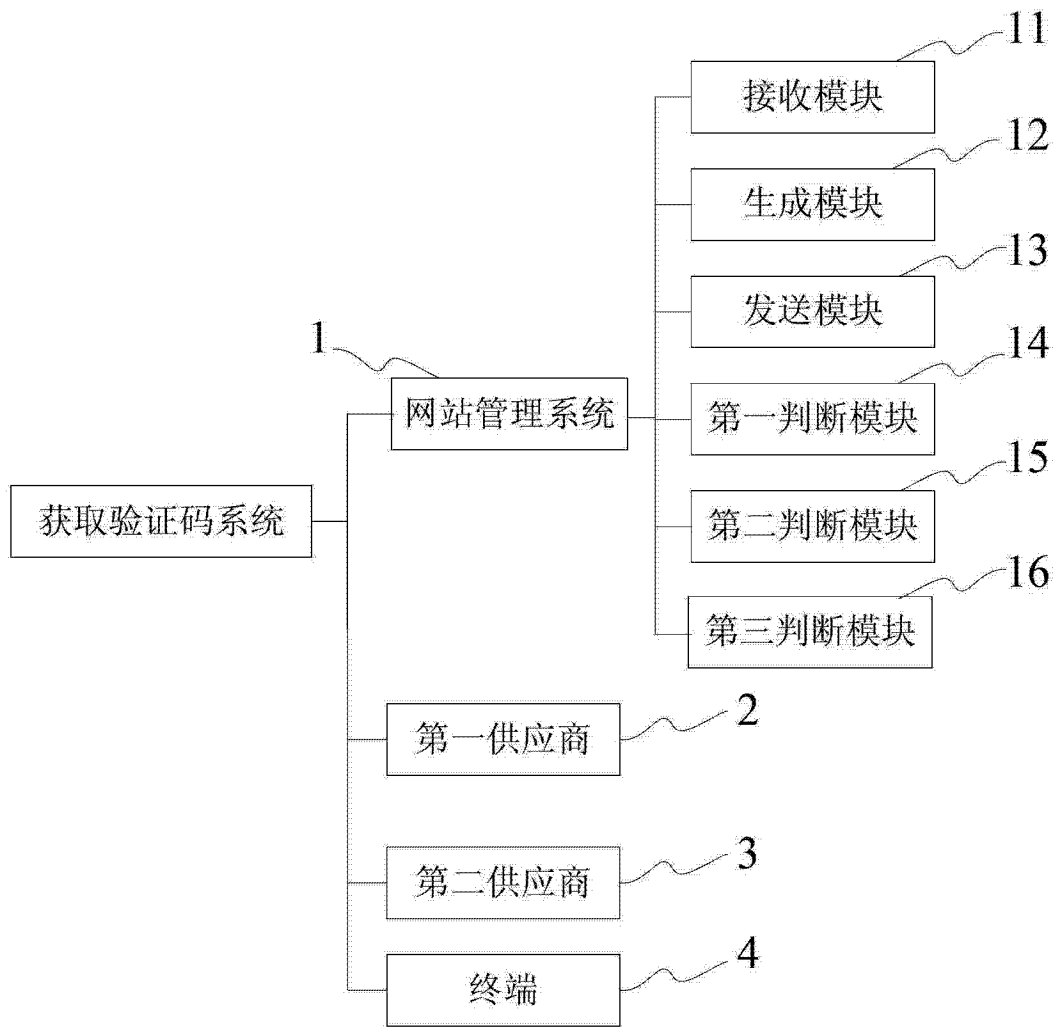 11
接收模块
12
生成模块
13
发送模块
1
14
网站管理系统
第一判断模块
15
获取验证码系统
第二判断模块
16
第三判断模块
2
第一供应商
3
第二供应商
4
终端